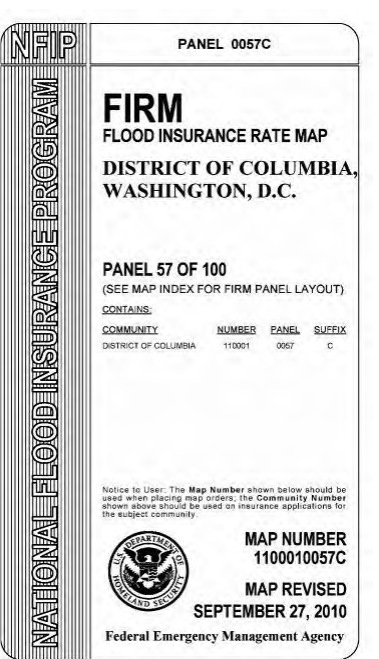 NFIP
PANEL 0057C
NATIONAL FLOOD INSURANCE PROGRAM
FIRM
FLOOD INSURANCE RATE MAP
DISTRICT OF COLUMBIA,
WASHINGTON, D.C.
PANEL 57 OF 100
(SEE MAP INDEX FOR FIRM PANEL LAYOUT)
CONTAINS:
COMMUNITY NUMBER PANEL SUFFIX
DISTRICT OF COLUMBIA 110001 0057 C
Notice to User: The Map Number shown below should be
used when placing map orders; the Community Number
shown above should be used on insurance applications for
the subject community.
U.S. DEPARTMENT OF HOMELAND SECURITY
MAP NUMBER
1100010057C
MAP REVISED
SEPTEMBER 27, 2010
Federal Emergency Management Agency